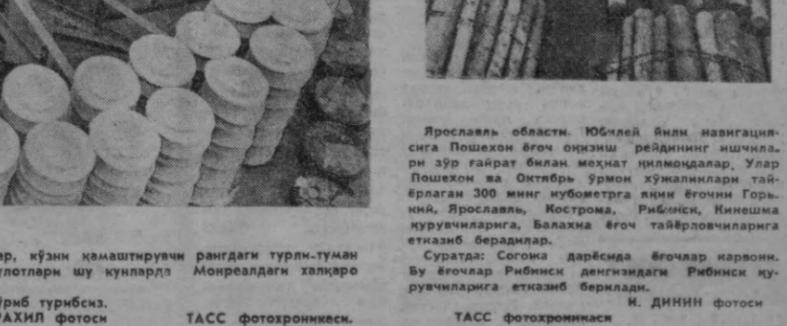 ар, кўзни қамаштирувчи рангдаги турли-туман
улотлари шу кунларда Монреалдаги халқаро
ўриб турибсиз.
РАХИЛ фотоси ТАСС фотохроникаси.
Ярославль области. Юбилей йили навигация-
сига Пошехон ёғоч оқизиш рейдининг ишчила-
ри зўр ғайрат билан меҳнат қилмоқдалар. Улар
Пошехон ва Октябрь ўрмон хўжаликлари тай-
ёрлаган 300 минг кубометрга яқин ёғочни Горь-
кий, Ярославль, Кострома, Рибинск, Кинешма
қурувчиларига, Балахна ёғоч тайёрловчиларига
етказиб берадилар.
Суратда: Согожа дарёсида ёғочлар карвони.
Бу ёғочлар Рибинск денгизидаги Рибинск қу-
рувчиларига етказиб берилади.
Н. ДИНИН фотоси
ТАСС фотохроникаси